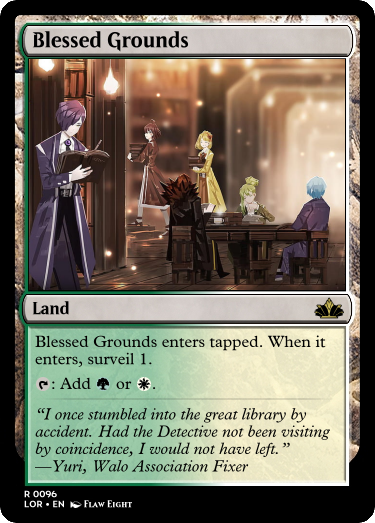 Blessed Grounds
Land
Blessed Grounds enters tapped. When it
enters, surveil 1.
: Add or .
“I once stumbled into the great library by
accident. Had the Detective not been visiting
by coincidence, I would not have left.”
—Yuri, Walo Association Fixer
R 0096
LOR • EN Flaw Eight